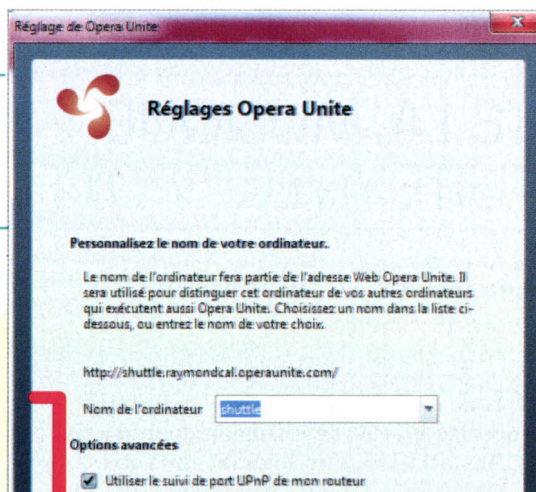 Réglage de Opera Unite
Réglages Opera Unite
Personnalisez le nom de votre ordinateur.
Le nom de l'ordinateur fera partie de l'adresse Web Opera Unite. Il
sera utilisé pour distinguer cet ordinateur de vos autres ordinateurs
qui exécutent aussi Opera Unite. Choisissez un nom dans la liste ci-
dessous, ou entrez le nom de votre choix.
http://shuttle.raymondcal.operaunite.com/
Nom de l'ordinateur shuttle
Options avancées
Utiliser le suivi de port UPnP de mon routeur